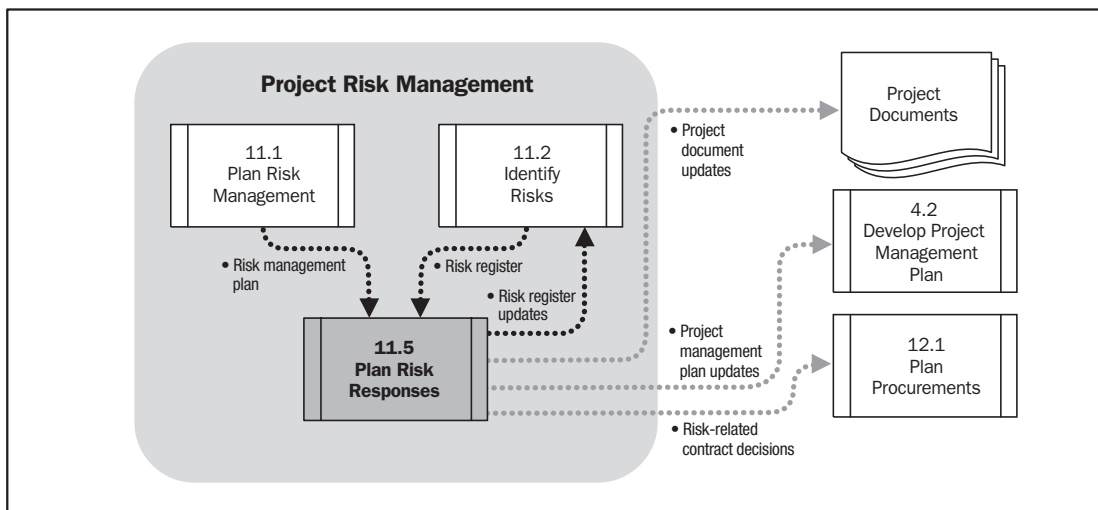 Project Risk Management
11.1
Plan Risk
Management
11.2
Identify
Risks
• Risk management
plan
• Risk register
• Risk register
updates
11.5
Plan Risk
Responses
• Project
document
updates
• Project
management
plan updates
• Risk-related
contract decisions
Project
Documents
4.2
Develop Project
Management
Plan
12.1
Plan
Procurements